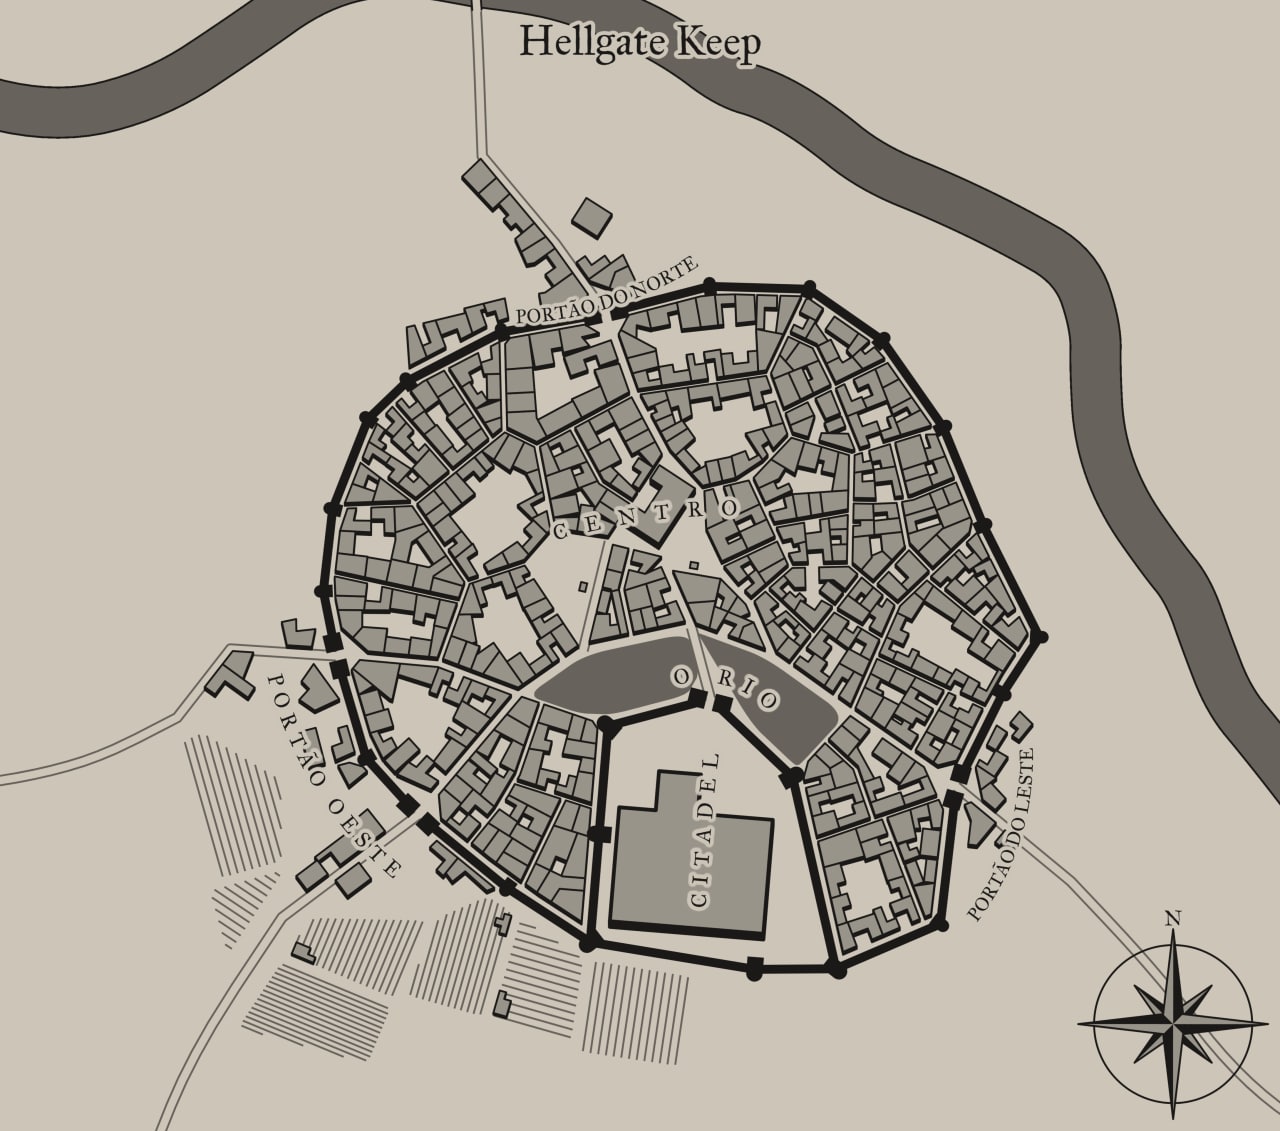 Hellgate Keep
PORTÃO DO NORTE
CENTRO
O RIO
PORTÃO OESTE
CITADEL
PORTÃO DO LESTE
N